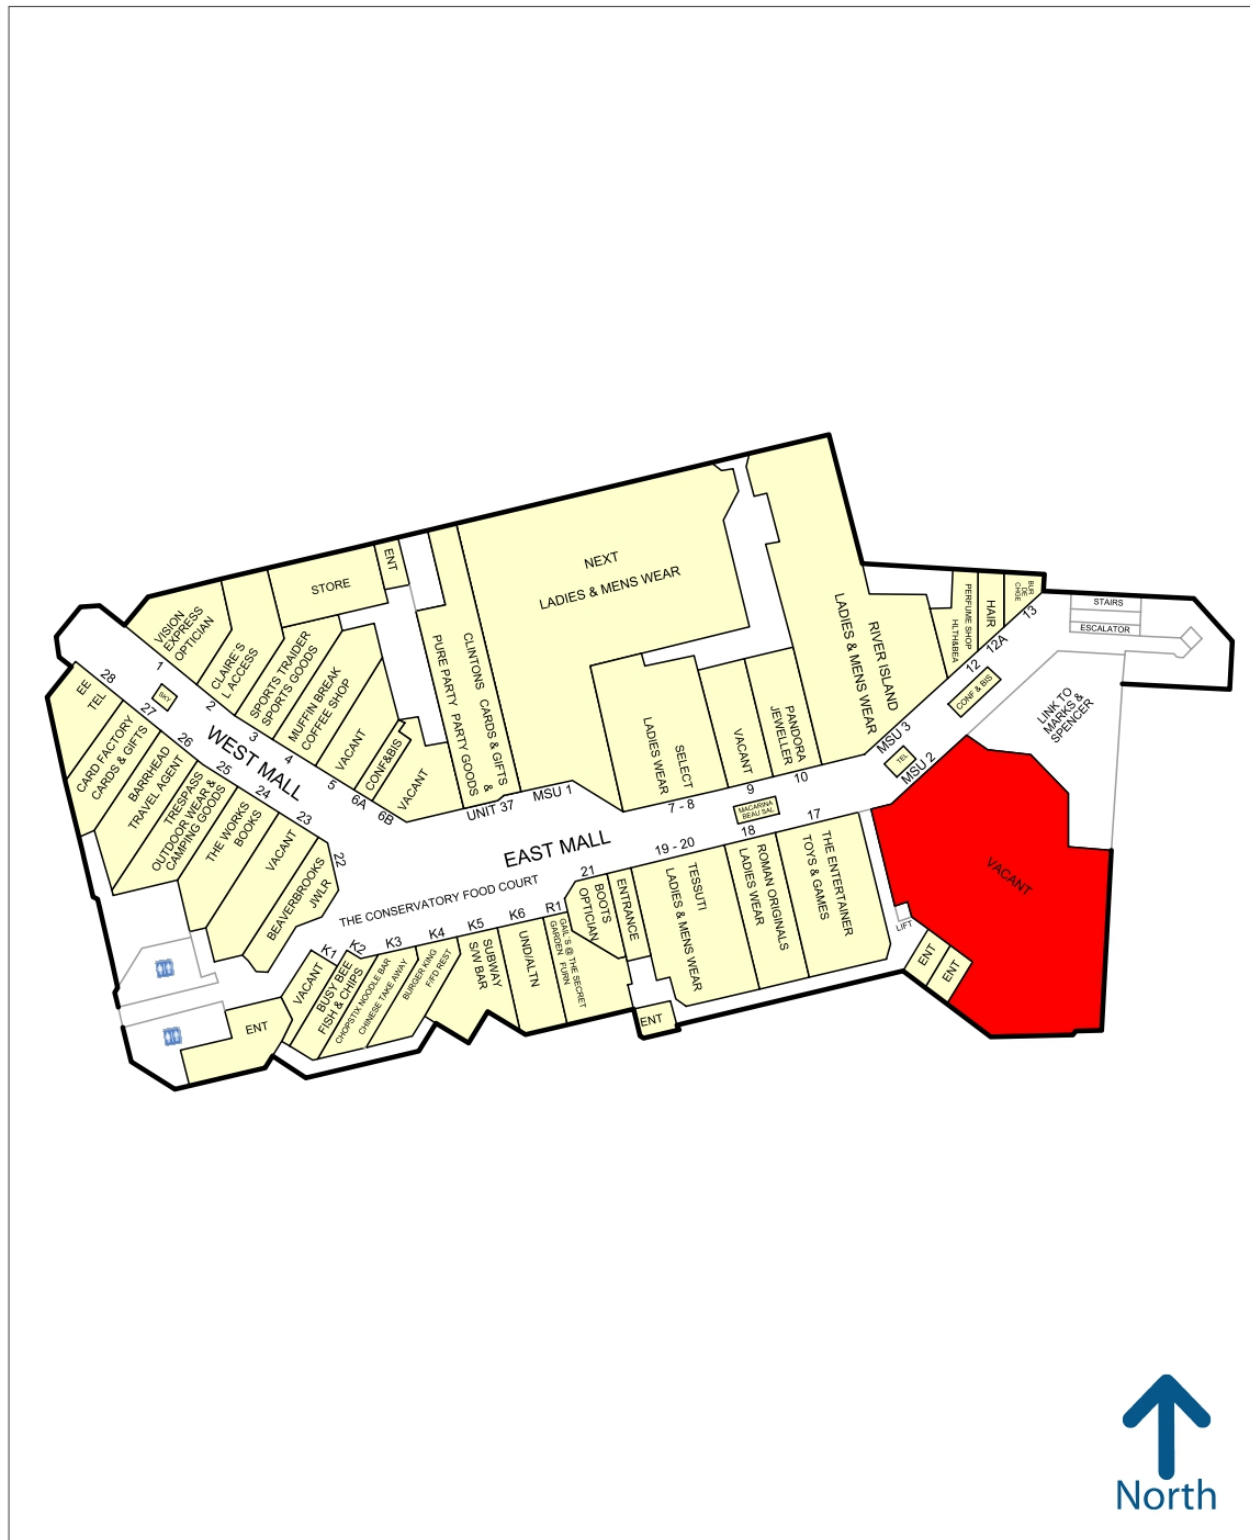 STORE
ENT
NEXT
LADIES & MENS WEAR
VISION
EXPRESS
OPTICIAN
1
CLAIRE`S
L ACCESS
2
SPORTS TRAIDER
SPORTS GOODS
3
MUFFIN BREAK
COFFEE SHOP
4
VACANT
5
CONF&BIS
6A
VACANT
6B
PURE PARTY  PARTY GOODS  &
CLINTONS   CARDS & GIFTS
UNIT 37
MSU 1
SELECT
LADIES WEAR
7 - 8
VACANT
9
PANDORA
JEWELLER
10
RIVER ISLAND
LADIES & MENS WEAR
MSU 3
PERFUME SHOP
HLTH&BEA
12
HAIR
12A
BUR
DE
CHGE
13
STAIRS
ESCALATOR
CONF & BIS
TEL
MSU 2
LINK TO
MARKS &
SPENCER
VACANT
EE
TEL
28
SKY
CARD FACTORY
CARDS & GIFTS
27
BARRHEAD
TRAVEL AGENT
26
TRESPASS
OUTDOOR WEAR &
CAMPING GOODS
25
THE WORKS
BOOKS
24
VACANT
23
BEAVERBROOKS
JWLR
22
WEST MALL
EAST MALL
MACARINA
BEAU SAL
THE CONSERVATORY FOOD COURT
ENT
VACANT
K1
BUSY BEE
FISH & CHIPS
K2
CHOPSTIX NOODLE BAR
CHINESE TAKE AWAY
K3
BURGER KING
F/FD REST
K4
SUBWAY
S/W BAR
K5
UND/ALTN
K6
GAIL`S @ THE SECRET
GARDEN   FURN
R1
BOOTS
OPTICIAN
21
ENTRANCE
ENT
TESSUTI
LADIES & MENS WEAR
19 - 20
ROMAN ORIGINALS
LADIES WEAR
18
THE ENTERTAINER
TOYS & GAMES
17
LIFT
ENT
ENT
North